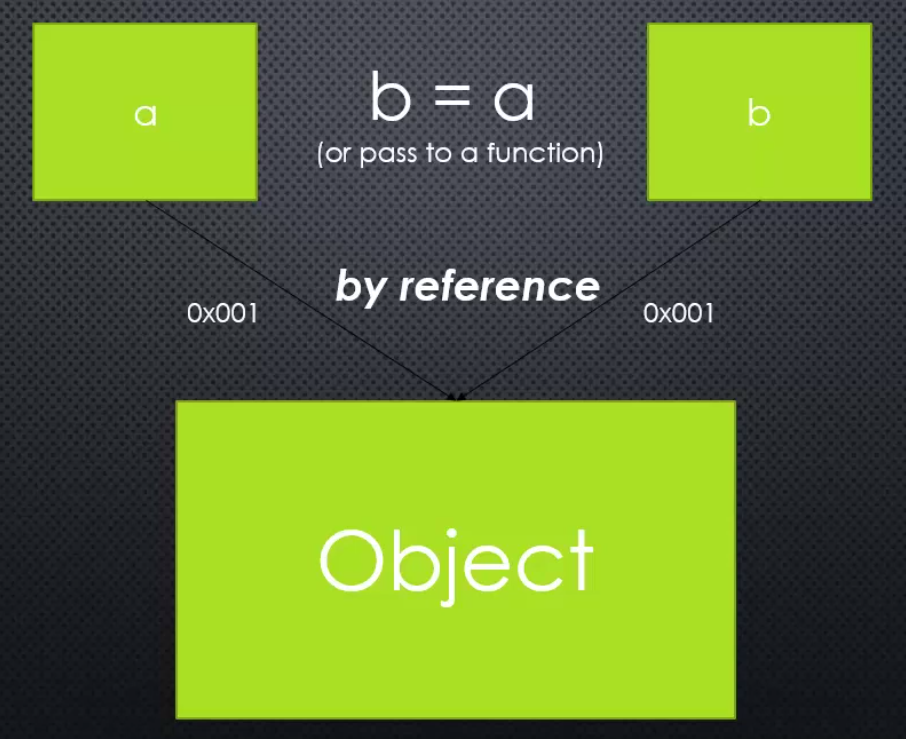 a
b = a
(or pass to a function)
b
by reference
0x001
0x001
Object